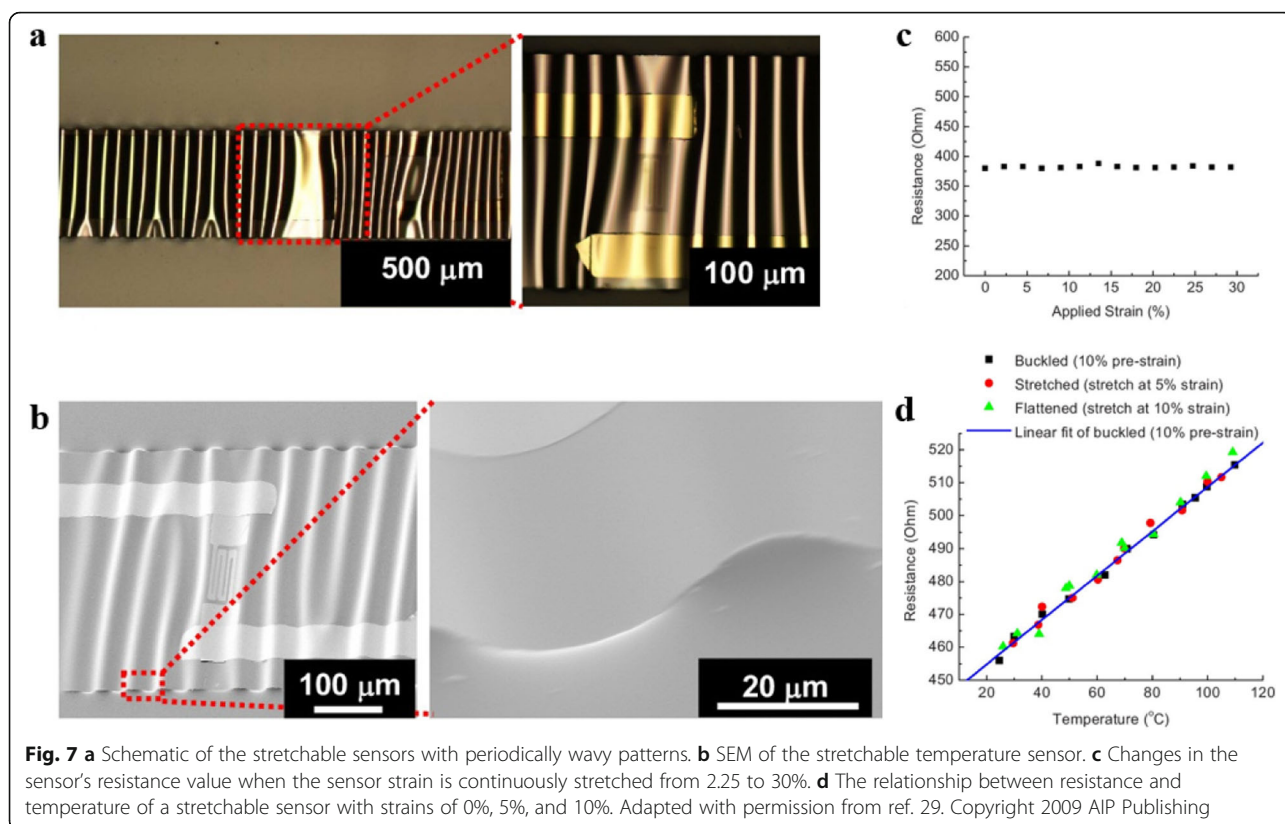 a
500 μm
100 μm
c
600
550
500
450
400
350
300
250
200
Resistance (Ohm)
0 5 10 15 20 25 30
Applied Strain (%)
b
100 μm
20 μm
Buckled (10% pre-strain)
Stretched (stretch at 5% strain)
Flattened (stretch at 10% strain)
Linear fit of buckled (10% pre-strain)
d
520
510
500
490
480
470
460
450
Resistance (Ohm)
20 40 60 80 100 120
Temperature (°C)
Fig. 7 a Schematic of the stretchable sensors with periodically wavy patterns. b SEM of the stretchable temperature sensor. c Changes in the
sensor's resistance value when the sensor strain is continuously stretched from 2.25 to 30%. d The relationship between resistance and
temperature of a stretchable sensor with strains of 0%, 5%, and 10%. Adapted with permission from ref. 29. Copyright 2009 AIP Publishing